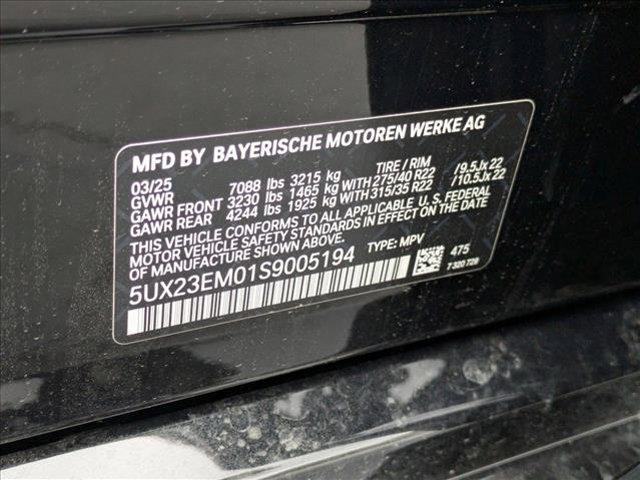 MFD BY BAYERISCHE MOTOREN WERKE AG
03/25 TIRE / RIM
GVWR 7088 lbs 3215 kg
GAWR FRONT 3230 lbs 1465 kg WITH 275/40 R22 /9.5Jx22
GAWR REAR 4244 lbs 1925 kg WITH 315/35 R22 /10.5Jx22
THIS VEHICLE CONFORMS TO ALL APPLICABLE U. S. FEDERAL
MOTOR VEHICLE SAFETY STANDARDS IN EFFECT ON THE
DATE OF MANUFACTURE SHOWN ABOVE.
5UX23EM01S9005194 TYPE: MPV 475
7 320 728